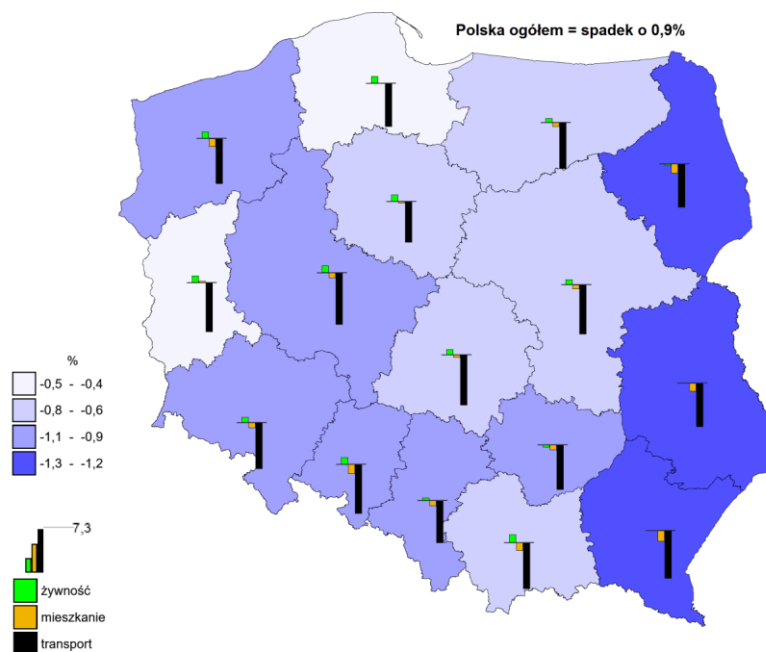 Polska ogółem = spadek o 0,9%
%
-0,5 - -0,4
-0,8 - -0,6
-1,1 - -0,9
-1,3 - -1,2
7,3
żywność
mieszkanie
transport